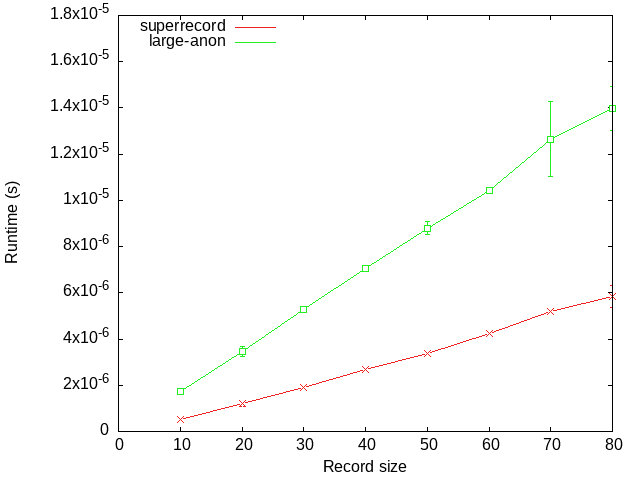 1.8x10^-5
superrecord
large-anon
1.6x10^-5
1.4x10^-5
1.2x10^-5
1x10^-5
8x10^-6
6x10^-6
4x10^-6
2x10^-6
0
Runtime (s)
0 10 20 30 40 50 60 70 80
Record size